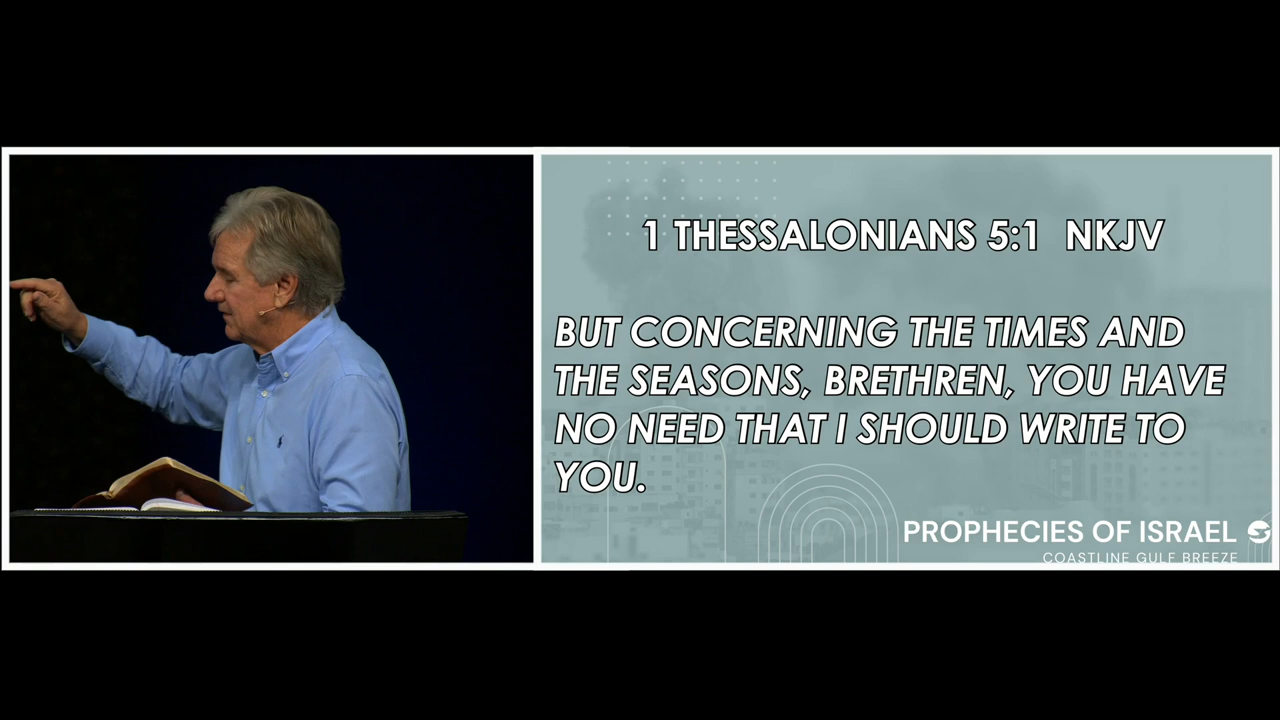 1 THESSALONIANS 5:1 NKJV
BUT CONCERNING THE TIMES AND
THE SEASONS, BRETHREN, YOU HAVE
NO NEED THAT I SHOULD WRITE TO
YOU.
PROPHECIES OF ISRAEL
COASTLINE GULF BREEZE